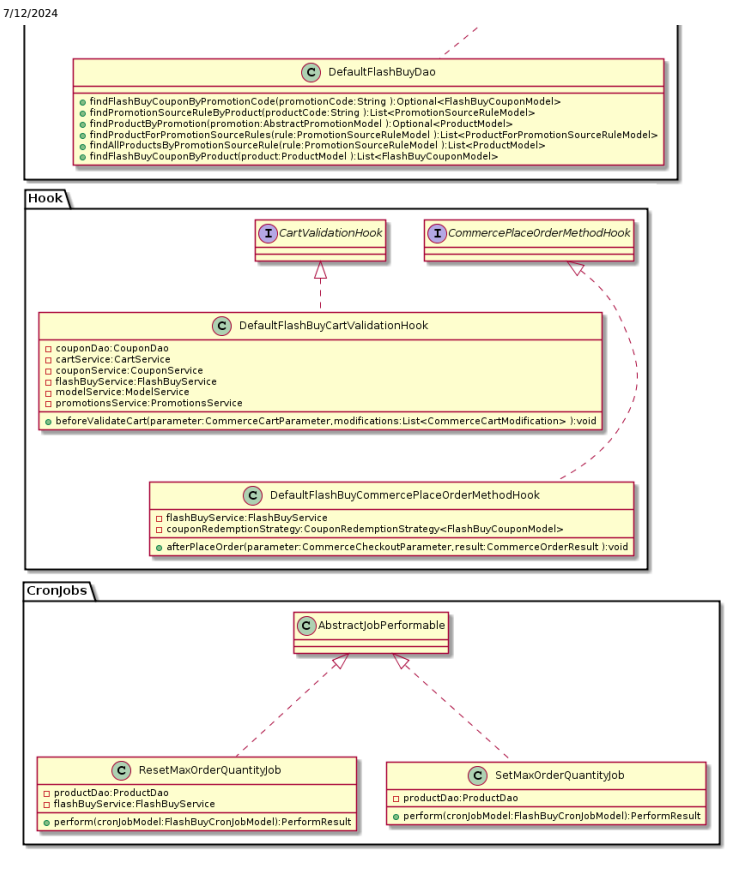 7/12/2024
C DefaultFlashBuyDao
findFlashBuyCouponByPromotionCode(promotionCode:String ):Optional<FlashBuyCouponModel>
findPromotionSourceRuleByProduct(productCode:String ):List<PromotionSourceRuleModel>
findProductByPromotion(promotion:AbstractPromotionModel ):Optional<ProductModel>
findProductForPromotionSourceRules(rule:PromotionSourceRuleModel ):List<ProductForPromotionSourceRuleModel>
findAllProductsByPromotionSourceRule(rule:PromotionSourceRuleModel ):List<ProductModel>
findFlashBuyCouponByProduct(product:ProductModel ):List<FlashBuyCouponModel>
Hook
I CartValidationHook
I CommercePlaceOrderMethodHook
C DefaultFlashBuyCartValidationHook
couponDao:CouponDao
cartService:CartService
couponService:CouponService
flashBuyService:FlashBuyService
modelService:ModelService
promotionsService:PromotionsService
beforeValidateCart(parameter:CommerceCartParameter,modifications:List<CommerceCartModification> ):void
C DefaultFlashBuyCommercePlaceOrderMethodHook
flashBuyService:FlashBuyService
couponRedemptionStrategy:CouponRedemptionStrategy<FlashBuyCouponModel>
afterPlaceOrder(parameter:CommerceCheckoutParameter,result:CommerceOrderResult ):void
CronJobs
C AbstractJobPerformable
C ResetMaxOrderQuantityJob
productDao:ProductDao
flashBuyService:FlashBuyService
perform(cronJobModel:FlashBuyCronJobModel):PerformResult
C SetMaxOrderQuantityJob
productDao:ProductDao
perform(cronJobModel:FlashBuyCronJobModel):PerformResult